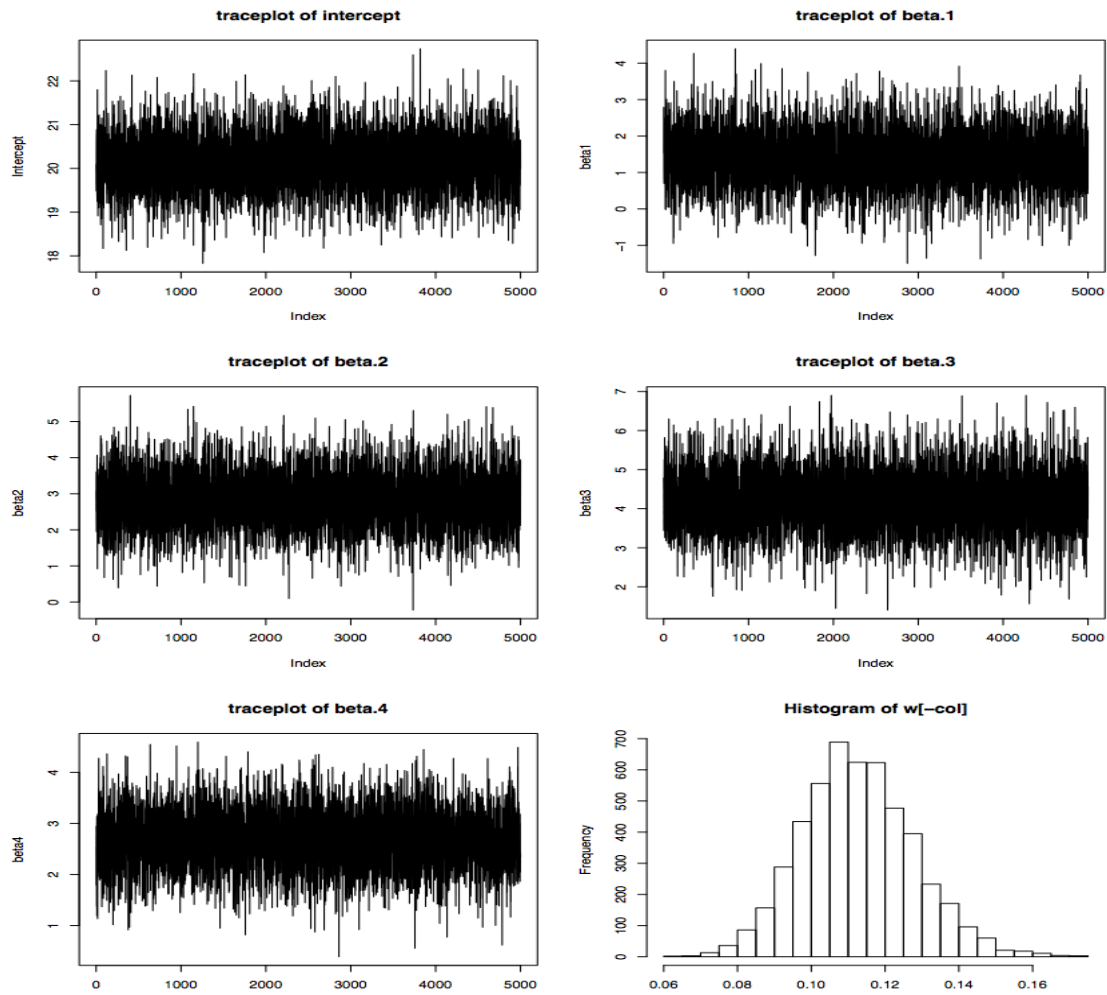 traceplot of intercept
Intercept
22
21
20
19
18
0 1000 2000 3000 4000 5000
Index
traceplot of beta.1
beta1
4
3
2
1
0
−1
0 1000 2000 3000 4000 5000
Index
traceplot of beta.2
beta2
5
4
3
2
1
0
0 1000 2000 3000 4000 5000
Index
traceplot of beta.3
beta3
7
6
5
4
3
2
0 1000 2000 3000 4000 5000
Index
traceplot of beta.4
beta4
4
3
2
1
0 1000 2000 3000 4000 5000
Index
Histogram of w[−col]
Frequency
700
600
500
400
300
200
100
0
0.06 0.08 0.10 0.12 0.14 0.16